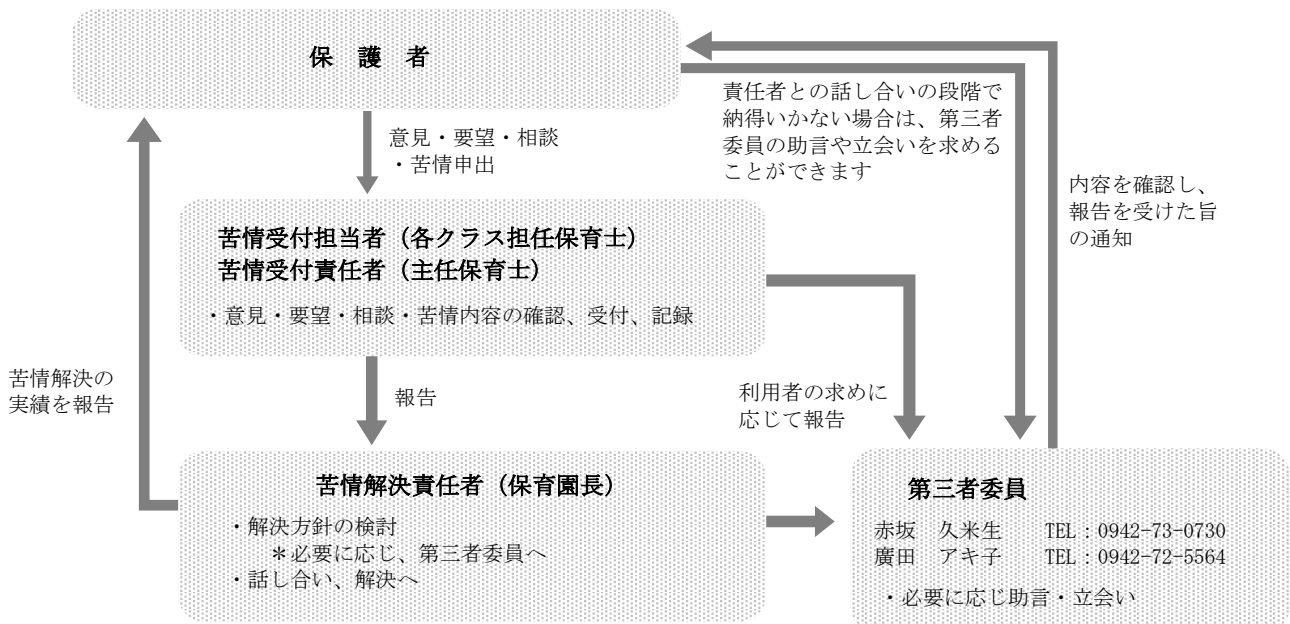 保　護　者
責任者との話し合いの段階で
納得いかない場合は、第三者
委員の助言や立会いを求める
ことができます
意見・要望・相談
・苦情申出
内容を確認し、
報告を受けた旨
の通知
苦情受付担当者（各クラス担任保育士）
苦情受付責任者（主任保育士）
・意見・要望・相談・苦情内容の確認、受付、記録
苦情解決の
実績を報告
報告
利用者の求めに
応じて報告
苦情解決責任者（保育園長）
・解決方針の検討
＊必要に応じ、第三者委員へ
・話し合い、解決へ
第三者委員
赤坂　久米生　TEL：0942-73-0730
廣田　アキ子　TEL：0942-72-5564
・必要に応じ助言・立会い